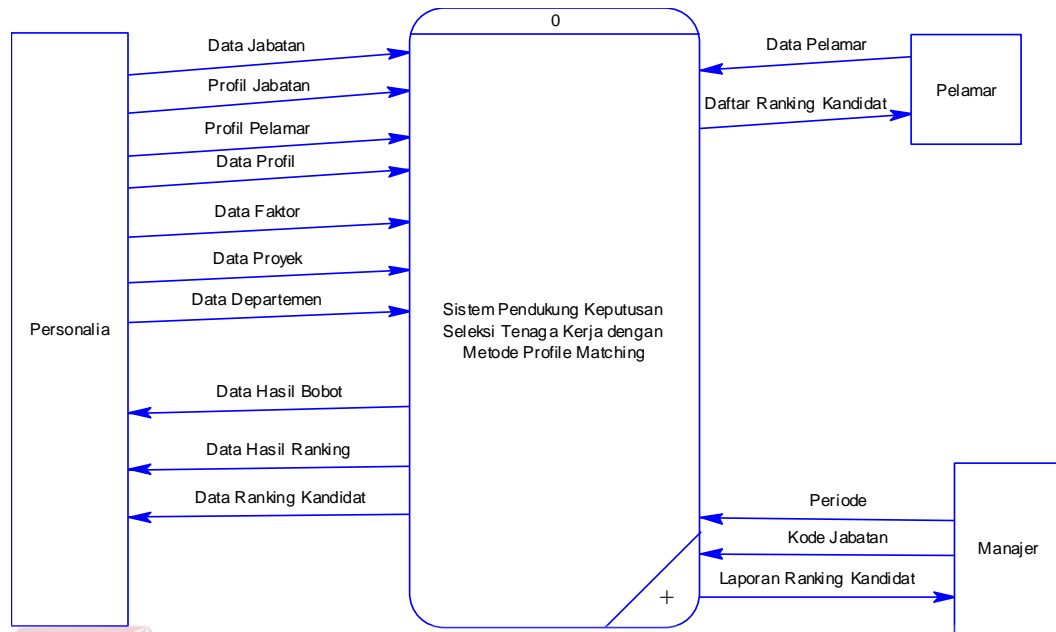 0
Personalia
Data Jabatan
Profil Jabatan
Profil Pelamar
Data Profil
Data Faktor
Data Proyek
Data Departemen
Data Hasil Bobot
Data Hasil Ranking
Data Ranking Kandidat
Sistem Pendukung Keputusan
Seleksi Tenaga Kerja dengan
Metode Profile Matching
+
Data Pelamar
Daftar Ranking Kandidat
Pelamar
Periode
Kode Jabatan
Laporan Ranking Kandidat
Manajer